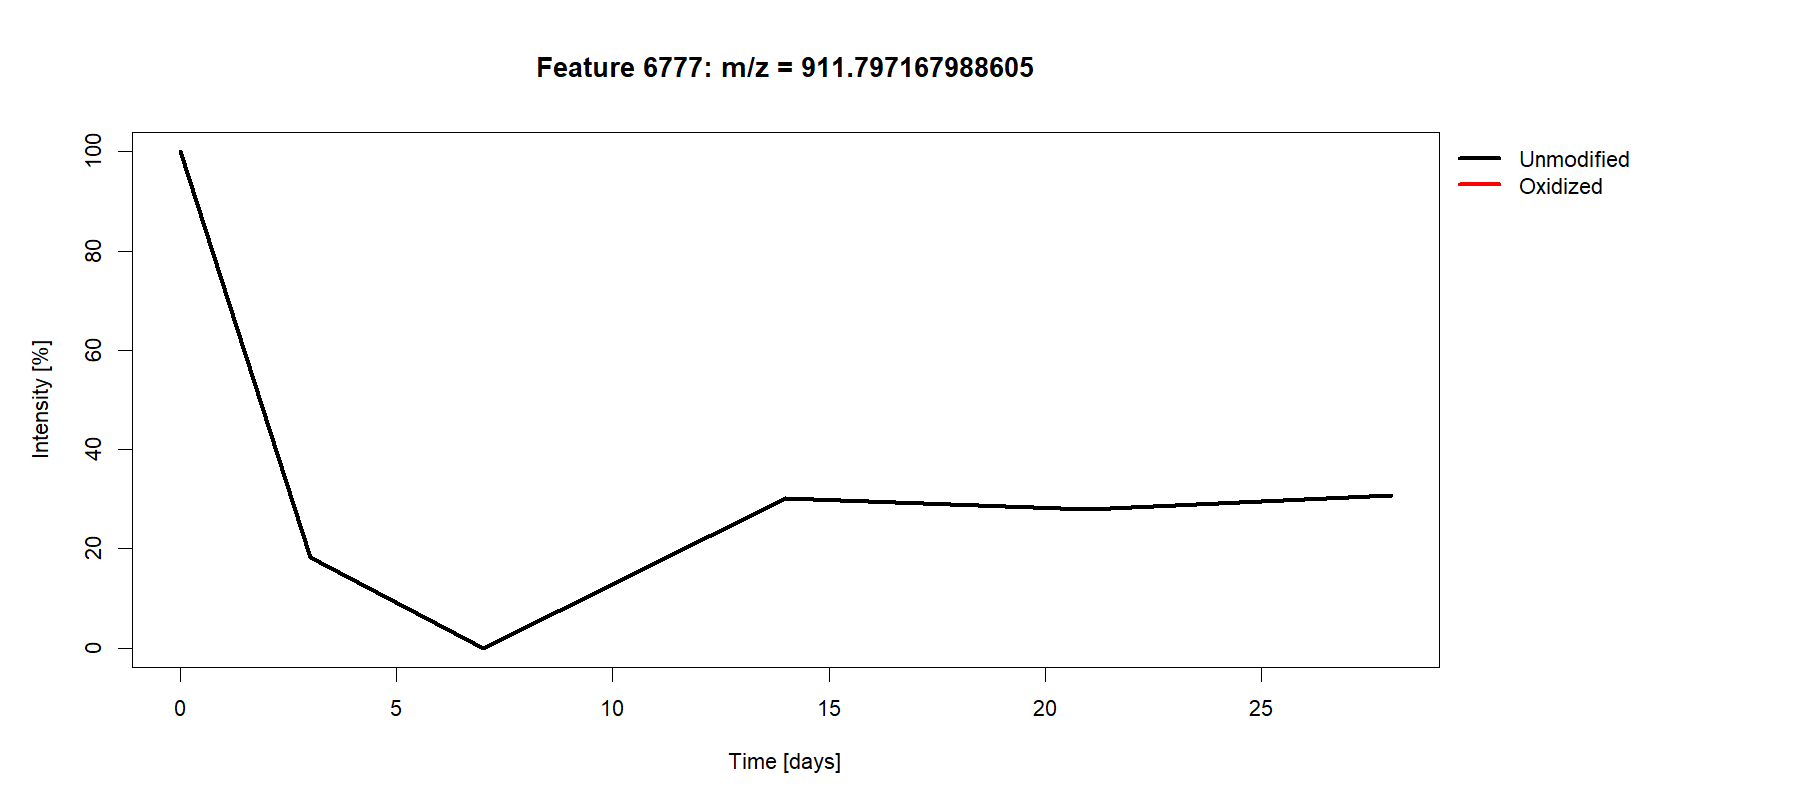 Feature 6777: m/z = 911.797167988605
Unmodified
Oxidized
100
80
60
40
20
0
Intensity [%]
0 5 10 15 20 25
Time [days]